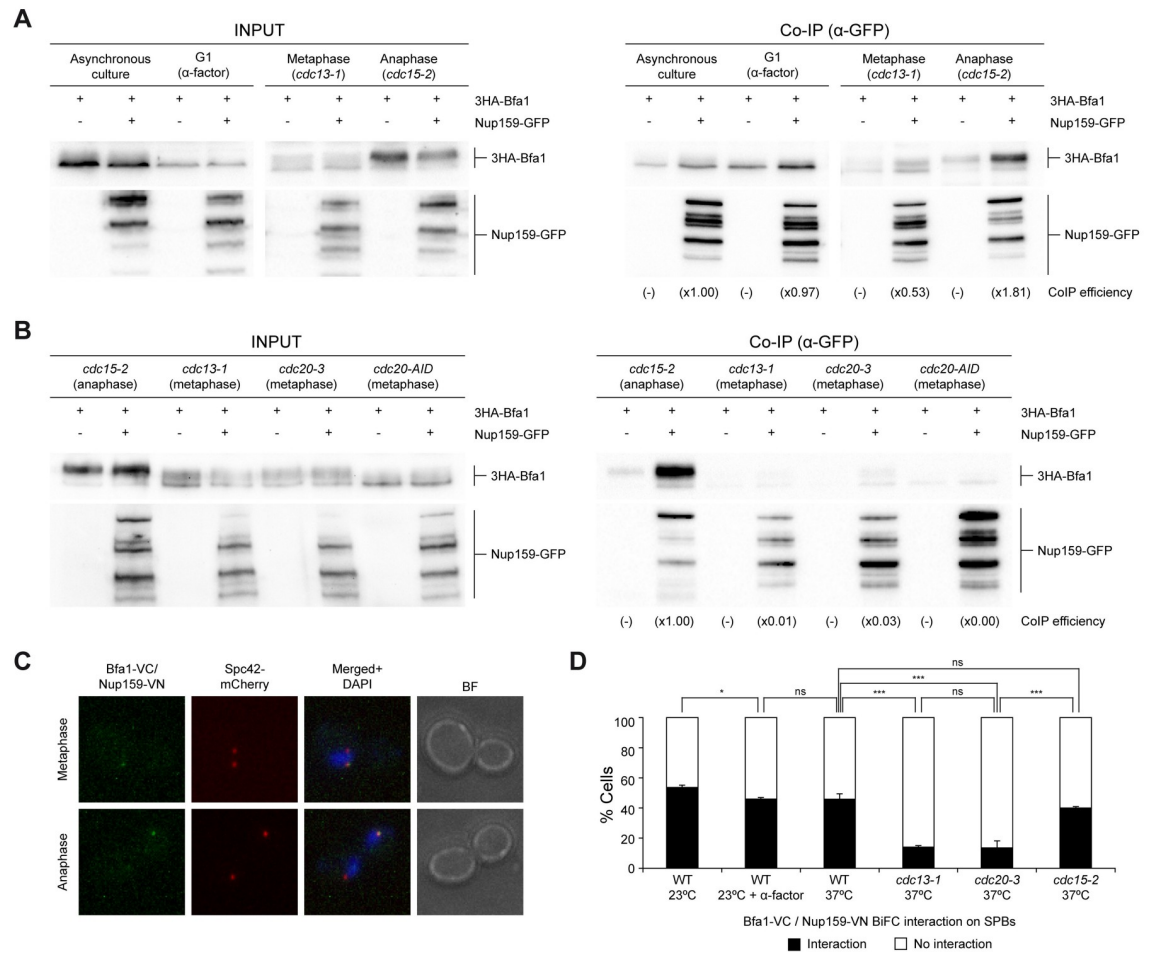 A
INPUT
Co-IP (α-GFP)
Asynchronous culture
G1 (α-factor)
Metaphase (cdc13-1)
Anaphase (cdc15-2)
Asynchronous culture
G1 (α-factor)
Metaphase (cdc13-1)
Anaphase (cdc15-2)
+ + + + + + + + 3HA-Bfa1
- + - + - + - + Nup159-GFP
+ + + + + + + + 3HA-Bfa1
- + - + - + - + Nup159-GFP
3HA-Bfa1
3HA-Bfa1
Nup159-GFP
Nup159-GFP
(-) (x1.00) (-) (x0.97) (-) (x0.53) (-) (x1.81) CoIP efficiency
B
INPUT
Co-IP (α-GFP)
cdc15-2 (anaphase)
cdc13-1 (metaphase)
cdc20-3 (metaphase)
cdc20-AID (metaphase)
cdc15-2 (anaphase)
cdc13-1 (metaphase)
cdc20-3 (metaphase)
cdc20-AID (metaphase)
+ + + + + + + + 3HA-Bfa1
- + - + - + - + Nup159-GFP
+ + + + + + + + 3HA-Bfa1
- + - + - + - + Nup159-GFP
3HA-Bfa1
3HA-Bfa1
Nup159-GFP
Nup159-GFP
(-) (x1.00) (-) (x0.01) (-) (x0.03) (-) (x0.00) CoIP efficiency
C
Bfa1-VC/
Nup159-VN
Spc42-
mCherry
Merged+
DAPI
BF
Metaphase
Anaphase
D
ns
***
* ns *** ns ***
% Cells
100
80
60
40
20
0
WT
23ºC
WT
23ºC + α-factor
WT
37ºC
cdc13-1
37ºC
cdc20-3
37ºC
cdc15-2
37ºC
Bfa1-VC / Nup159-VN BiFC interaction on SPBs
Interaction
No interaction